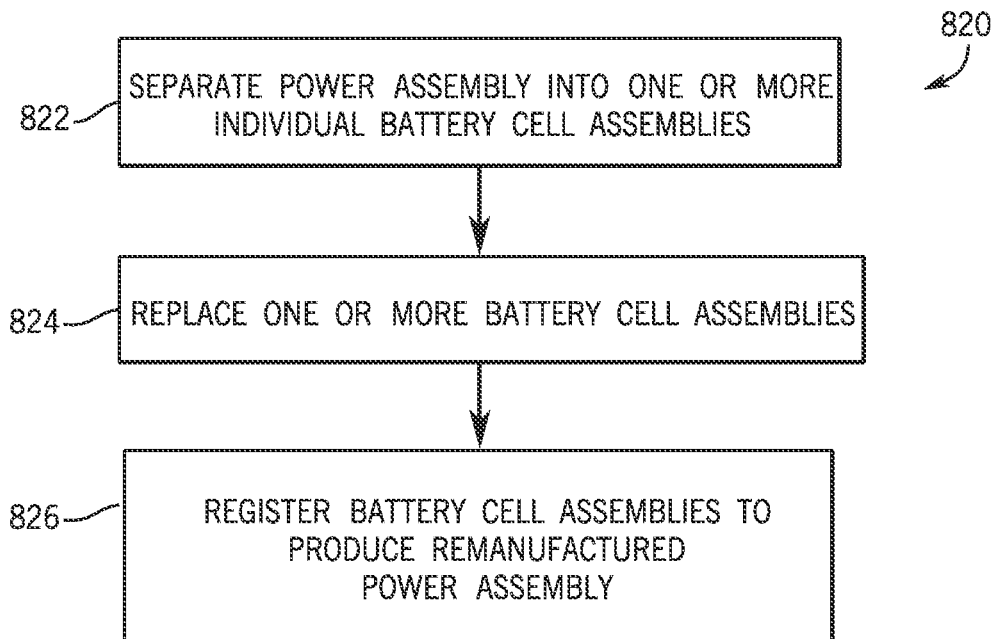 820
SEPARATE POWER ASSEMBLY INTO ONE OR MORE
INDIVIDUAL BATTERY CELL ASSEMBLIES
822
REPLACE ONE OR MORE BATTERY CELL ASSEMBLIES
824
REGISTER BATTERY CELL ASSEMBLIES TO
PRODUCE REMANUFACTURED
POWER ASSEMBLY
826